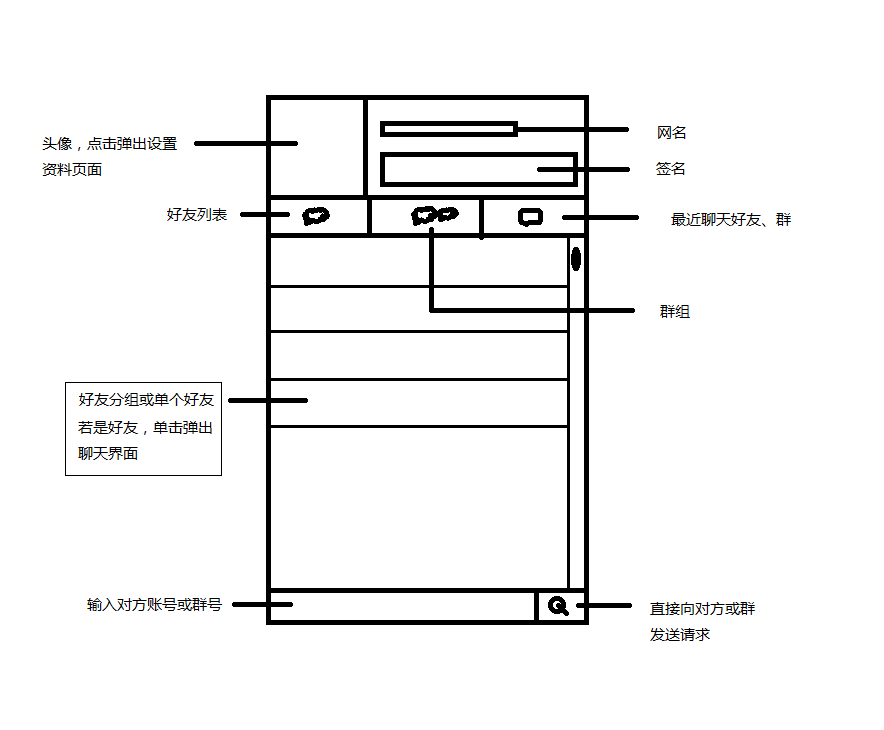 网名
头像，点击弹出设置
资料页面
签名
好友列表
最近聊天好友、群
群组
好友分组或单个好友
若是好友，单击弹出
聊天界面
输入对方账号或群号
直接向对方或群
发送请求